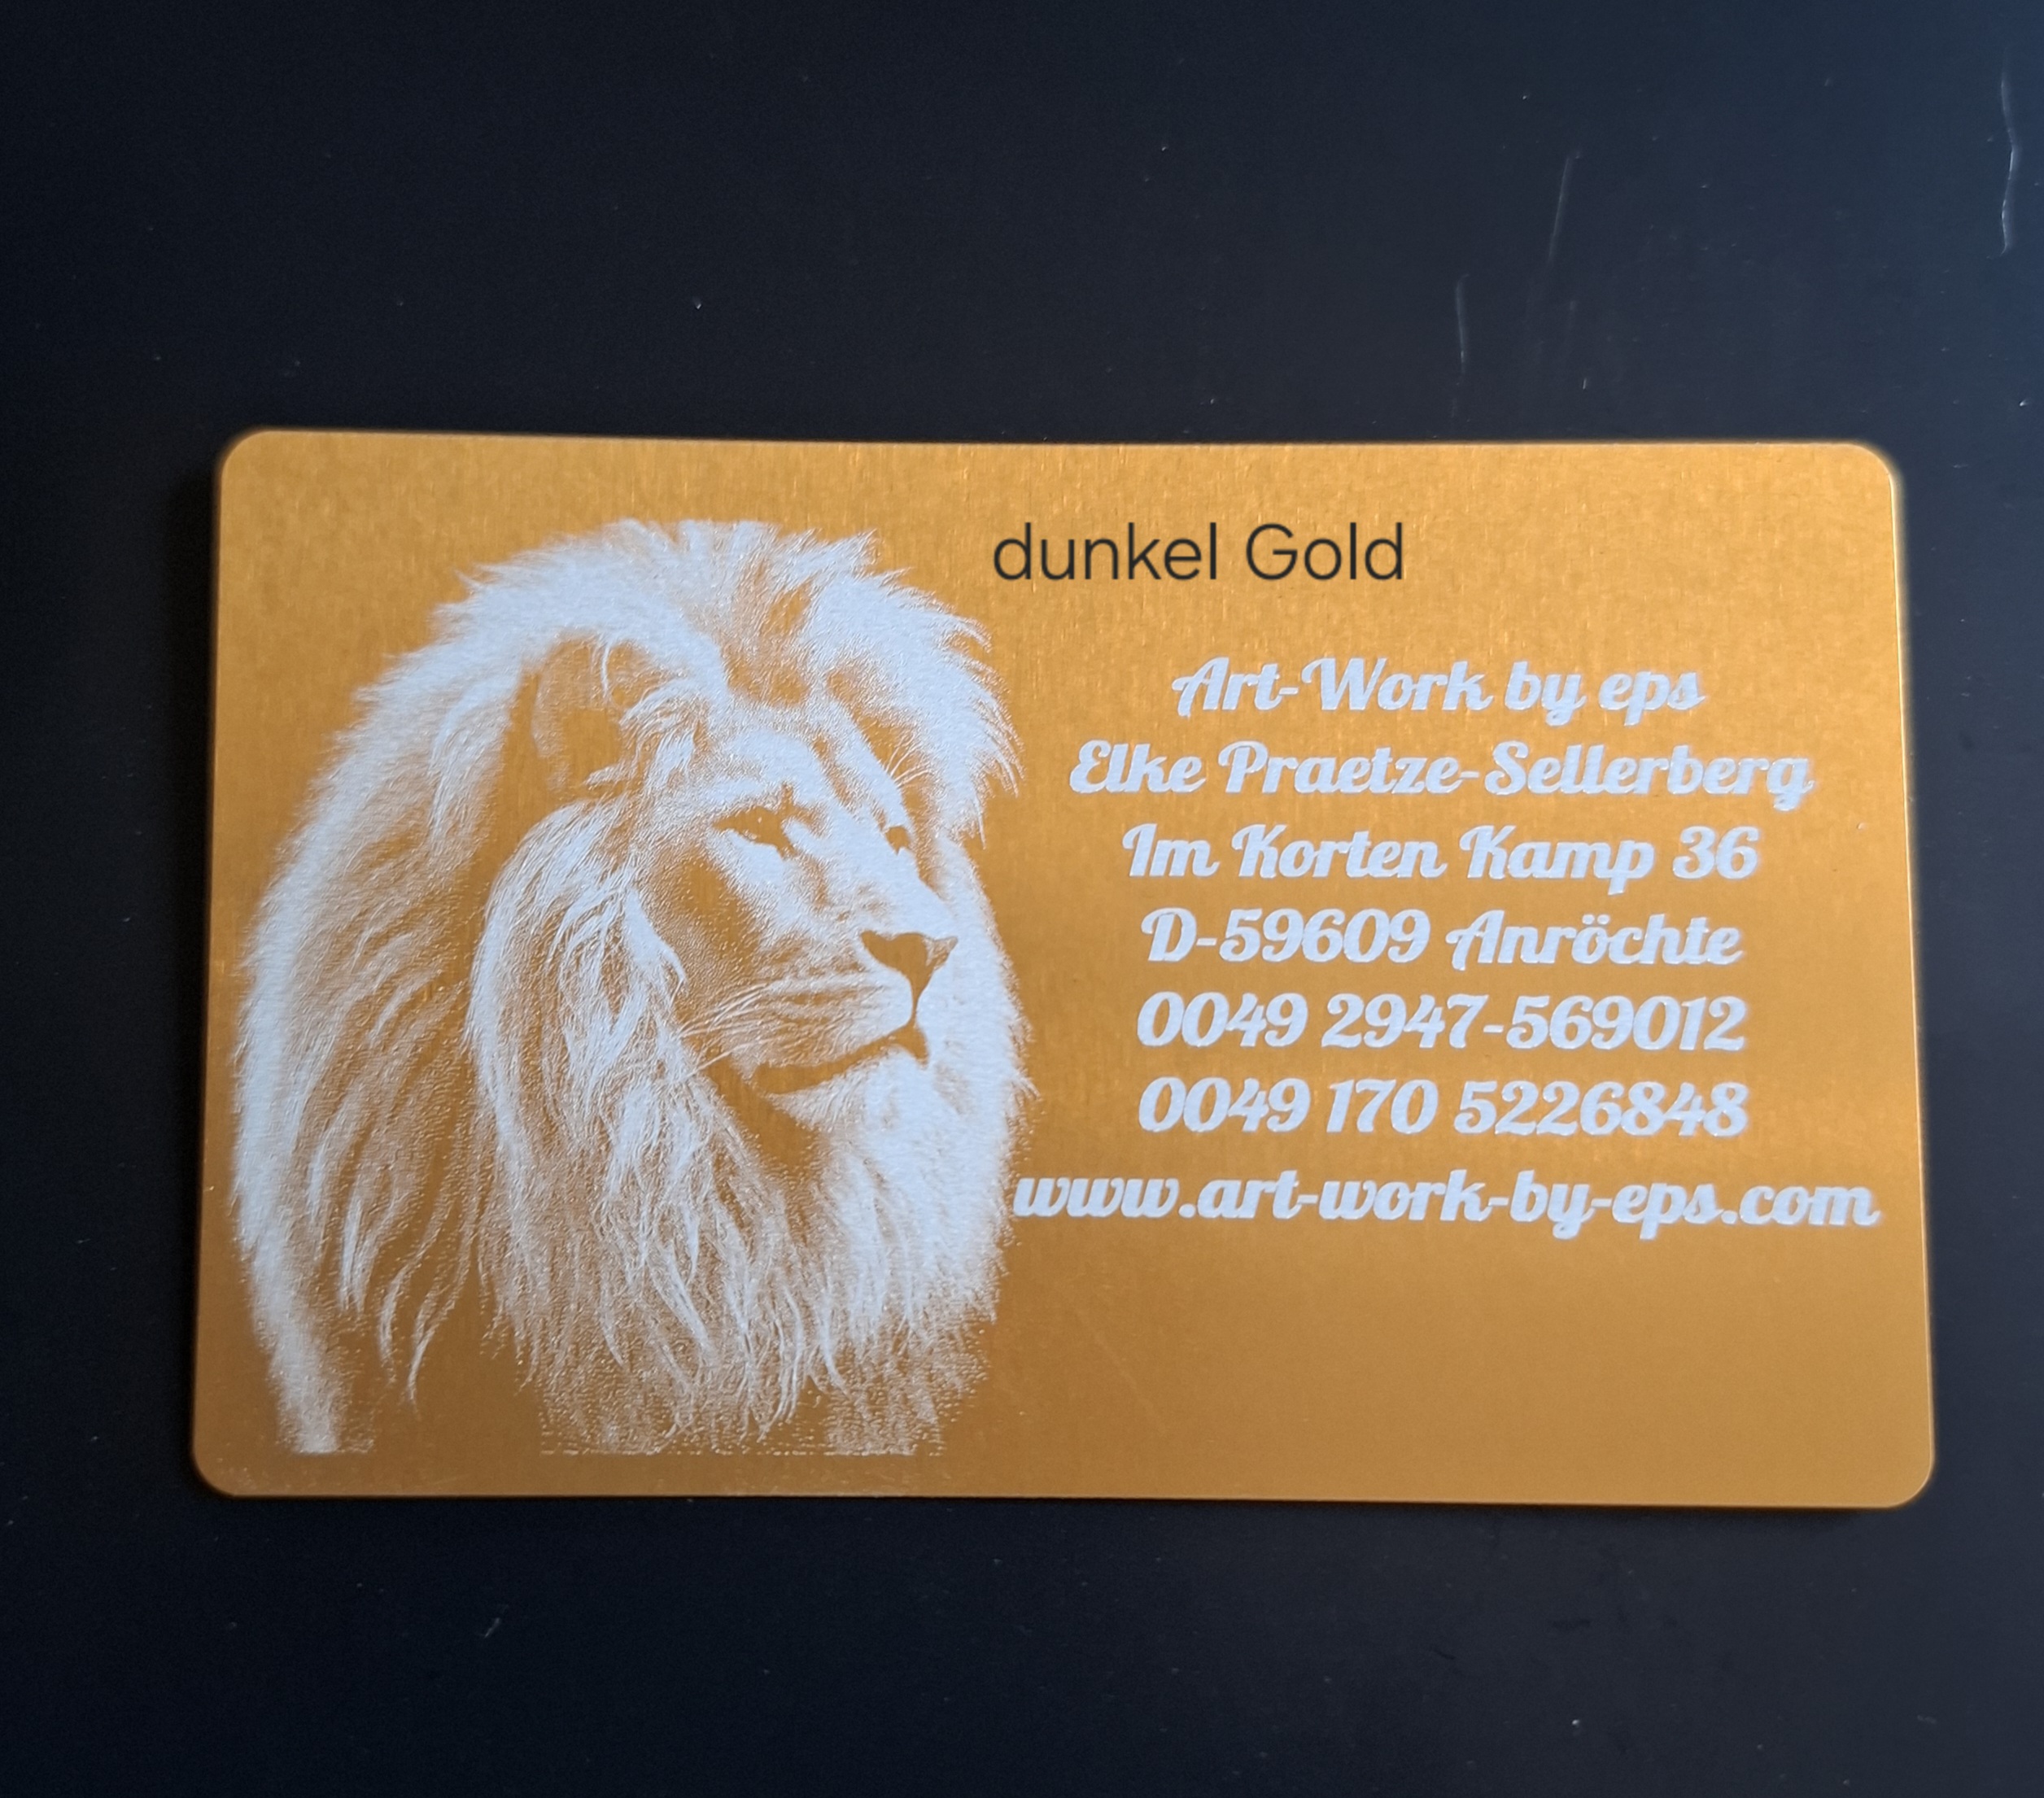 dunkel Gold
Art-Work by eps
Elke Praetze-Sellerberg
Im Korten Kamp 36
D-59609 Anröchte
0049 2947-569012
0049 170 5226848
www.art-work-by-eps.com